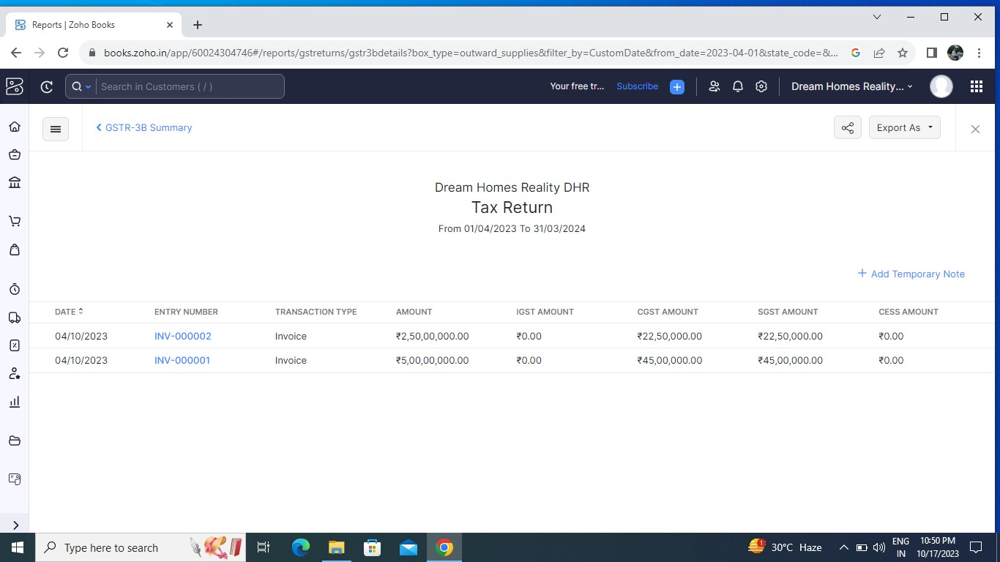 Reports | Zoho Books
books.zoho.in/app/60024304746#/reports/gstreturns/gstr3bdetails?box_type=outward_supplies&filter_by=CustomDate&from_date=2023-04-01&state_code=&...
Search in Customers ( / )
Your free tr... Subscribe
Dream Homes Reality...
GSTR-3B Summary
Export As
Dream Homes Reality DHR
Tax Return
From 01/04/2023 To 31/03/2024
Add Temporary Note
DATE ENTRY NUMBER TRANSACTION TYPE AMOUNT IGST AMOUNT CGST AMOUNT SGST AMOUNT CESS AMOUNT
04/10/2023 INV-000002 Invoice ₹2,50,00,000.00 ₹0.00 ₹22,50,000.00 ₹22,50,000.00 ₹0.00
04/10/2023 INV-000001 Invoice ₹5,00,00,000.00 ₹0.00 ₹45,00,000.00 ₹45,00,000.00 ₹0.00
Type here to search
1
30°C Haze
ENG
IN
10:50 PM
10/17/2023